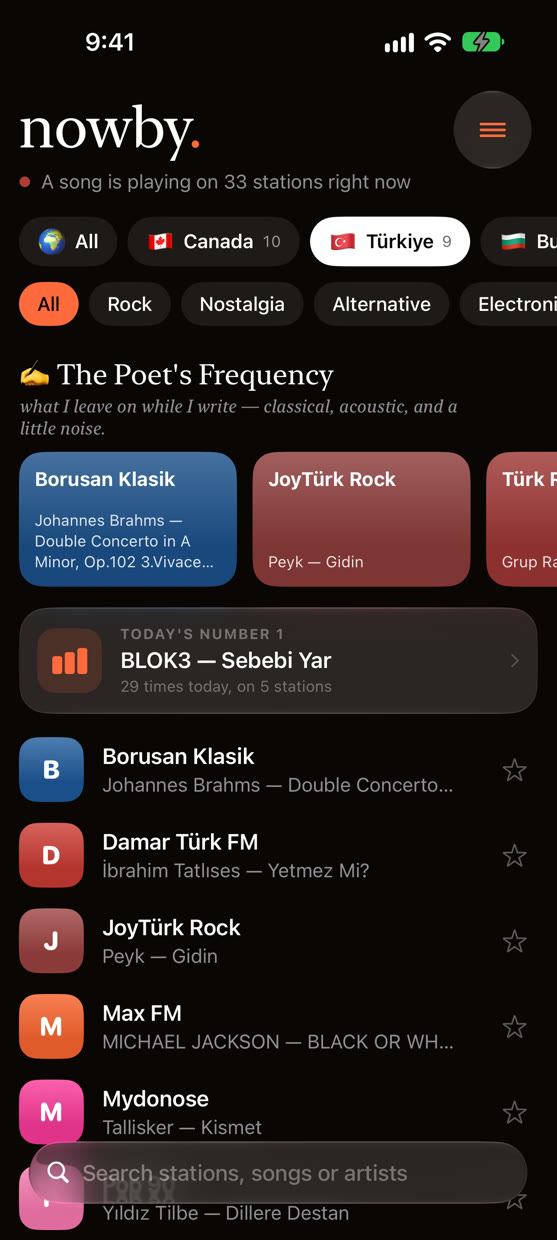 9:41
nowby.
A song is playing on 33 stations right now
All
Canada 10
Türkiye 9
Bu
All
Rock
Nostalgia
Alternative
Electroni
The Poet's Frequency
what I leave on while I write — classical, acoustic, and a
little noise.
Borusan Klasik
Johannes Brahms —
Double Concerto in A
Minor, Op.102 3.Vivace...
JoyTürk Rock
Peyk — Gidin
Türk R
Grup Ra
TODAY'S NUMBER 1
BLOK3 — Sebebi Yar
29 times today, on 5 stations
B
Borusan Klasik
Johannes Brahms — Double Concerto...
D
Damar Türk FM
İbrahim Tatlıses — Yetmez Mi?
J
JoyTürk Rock
Peyk — Gidin
M
Max FM
MICHAEL JACKSON — BLACK OR WH...
M
Mydonose
Tallisker — Kismet
Search stations, songs or artists
Yıldız Tilbe — Dillere Destan